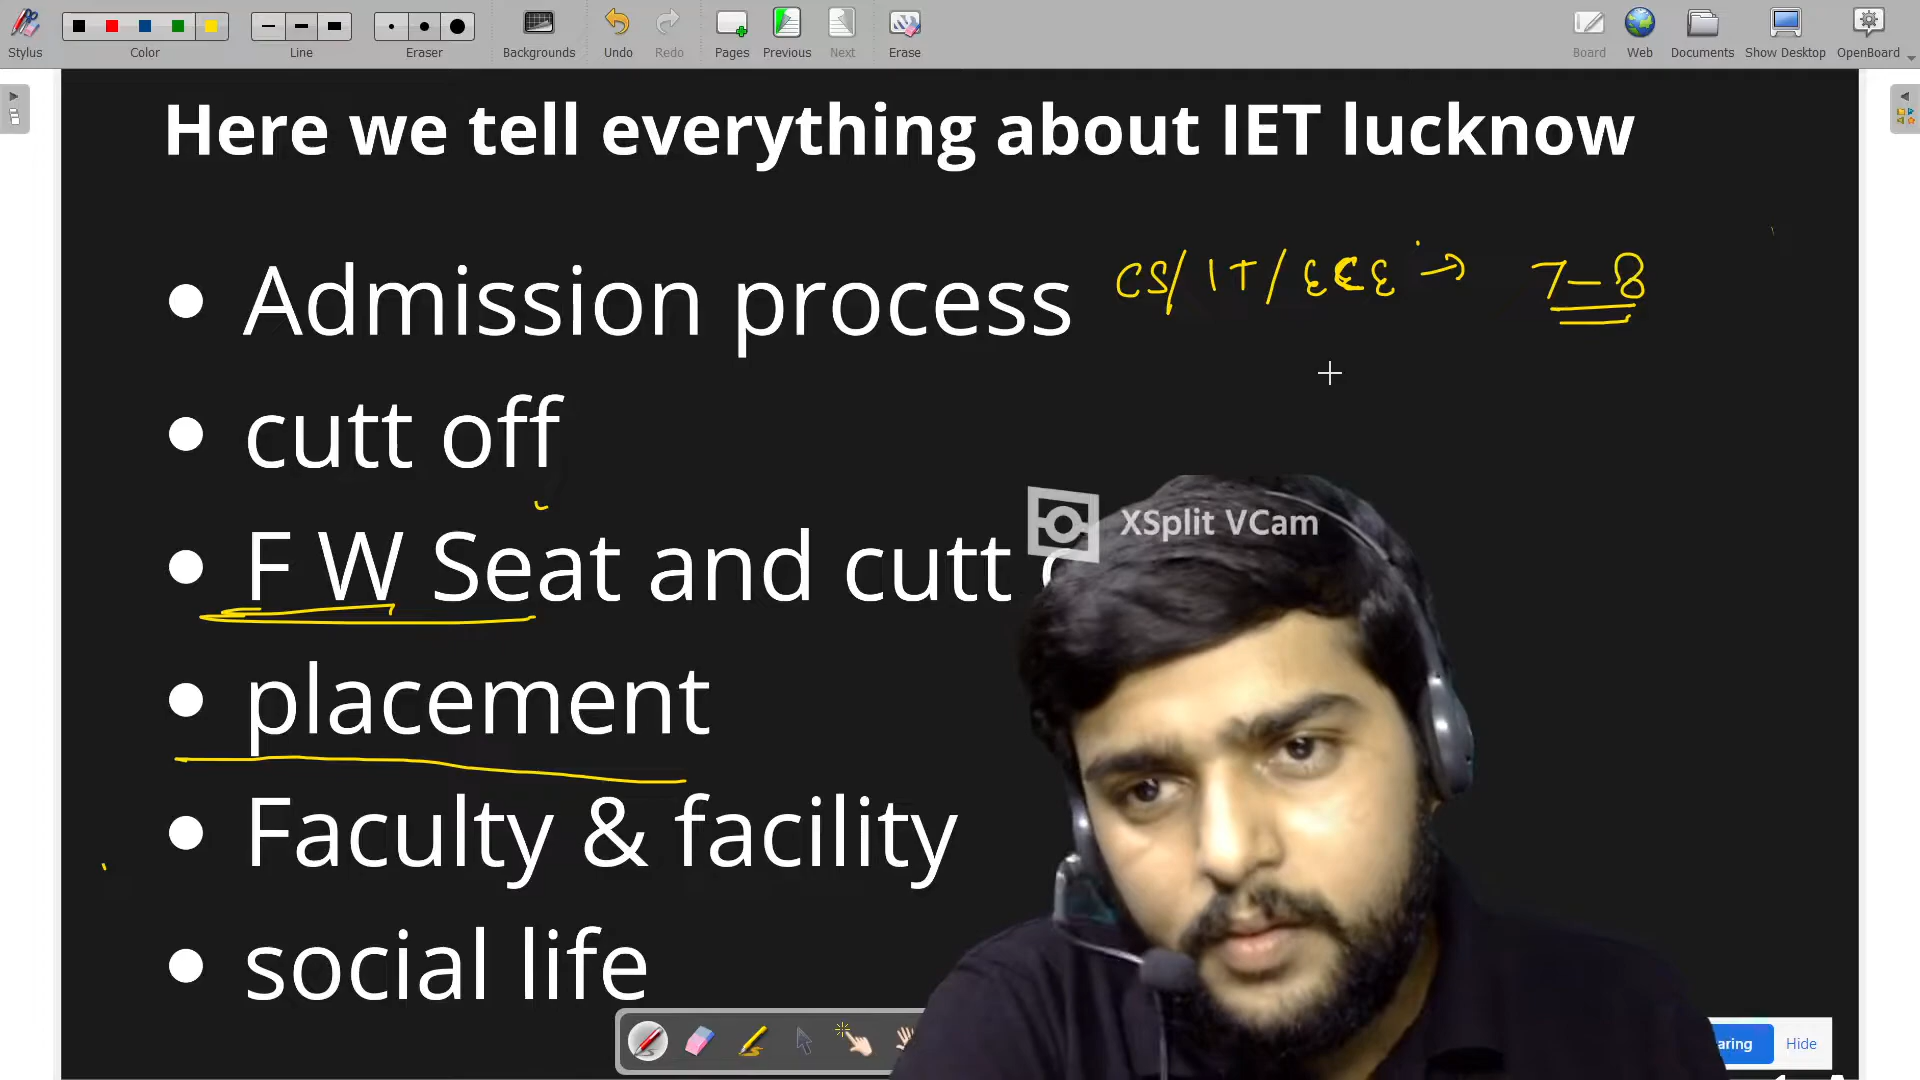 Stylus Color Line Eraser Backgrounds Undo Redo Pages Previous Next Erase Board Web Documents Show Desktop OpenBoard
Here we tell everything about IET lucknow
• Admission process CS/IT/ECE → 7-8
• cutt off
XSplit VCam
• F W Seat and cutt
• placement
• Faculty & facility
• social life
aring Hide